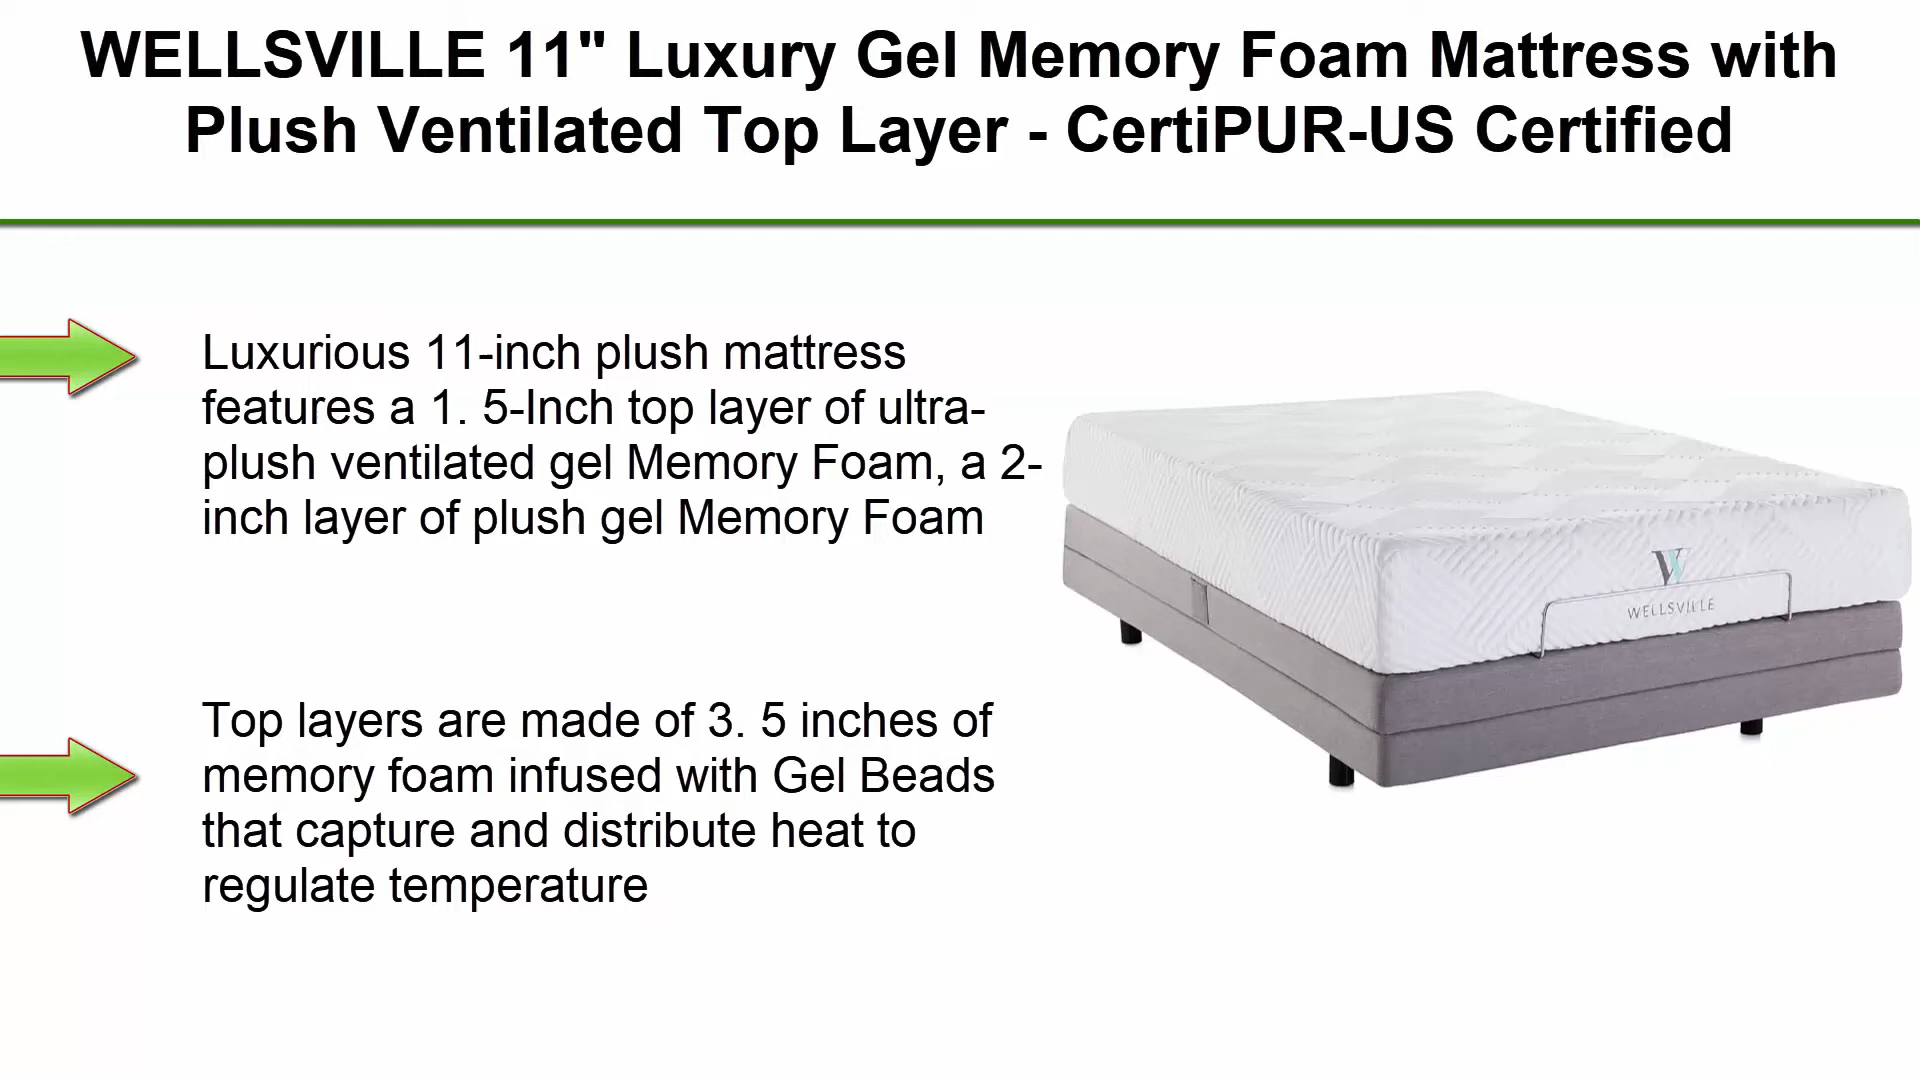 WELLSVILLE 11" Luxury Gel Memory Foam Mattress with
Plush Ventilated Top Layer - CertiPUR-US Certified
Luxurious 11-inch plush mattress
features a 1. 5-Inch top layer of ultra-
plush ventilated gel Memory Foam, a 2-
inch layer of plush gel Memory Foam
Top layers are made of 3. 5 inches of
memory foam infused with Gel Beads
that capture and distribute heat to
regulate temperature
W
WELLSVILLE